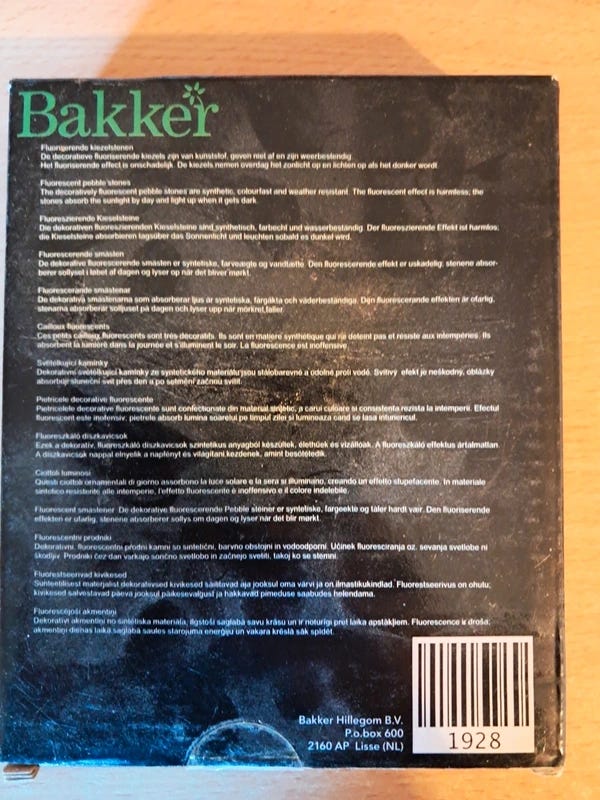 Bakker
Fluoriserende kiezelstenen
De decoratieve fluoriserende kiezels zijn van kunststof, geven niet af en zijn weerbestendig.
Het fluoriserende effect is onschadelijk. De kiezels nemen overdag het zonlicht op en lichten op als het donker wordt.
Fluorescent pebble stones
The decoratively fluorescent pebble stones are synthetic, colourfast and weather resistant. The fluorescent effect is harmless; the
stones absorb the sunlight by day and light up when it gets dark.
Fluoreszierende Kieselsteine
Die dekorativen fluoreszierenden Kieselsteine sind synthetisch, farbecht und wasserbeständig. Der fluoreszierende Effekt ist harmlos;
die Kieselsteine absorbieren tagsüber das Sonnenlicht und leuchten sobald es dunkel wird.
Fluorescerende småsten
De dekorative fluorescerende småsten er syntetiske, farveægte og vandtætte. Den fluorescerende effekt er uskadelig; stenene absor-
berer sollyset i løbet af dagen og lyser op når det bliver mørkt.
Fluorescerande småstenar
De dekorativa småstenarna som absorberar ljus är syntetiska, färgäkta och väderbeständiga. Den fluorescerande effekten är ofarlig,
stenarna absorberar solljuset på dagen och lyser upp när mörkret faller.
Cailloux fluorescents
Ces petits cailloux fluorescents sont très décoratifs. Ils sont en matière synthétique qui ne déteint pas et résiste aux intempéries. Ils
absorbent la lumière dans la journée et s'illuminent le soir. La fluorescence est inoffensive.
Světélkující kamínky
Dekorativní světélkující kamínky ze syntetického materiálu jsou stálobarevné a odolné proti vodě. Svítivý efekt je neškodný, oblázky
absorbují sluneční svit přes den a po setmění začnou svítit.
Pietricele decorative fluorescente
Pietricelele decorative fluorescente sunt confectionate din material sintetic, a carui culoare si consistenta rezista la intemperii. Efectul
fluorescent este inofensiv; pietrele absorb lumina soarelui pe timpul zilei si lumineaza cand se lasa intunericul.
Fluoreszkáló díszkavicsok
Ezek a dekoratív, fluoreszkáló díszkavicsok szintetikus anyagból készültek, élethűek és vízállóak. A fluoreszkáló effektus ártalmatlan.
A díszkavicsok nappal elnyelik a napfényt és világítani kezdenek, amint besötétedik.
Ciottoli luminosi
Questi ciottoli ornamentali di giorno assorbono la luce solare e la sera si illuminano, creando un effetto stupefacente. In materiale
sintetico resistente alle intemperie, l'effetto fluorescente è inoffensivo e il colore indelebile.
Fluorescent småstener De dekorative fluorescerende Pebble steiner er syntetiske, fargeekte og tåler hardt vær. Den fluoriserende
effekten er ufarlig, stenene absorberer sollys om dagen og lyser når det blir mørkt.
Fluorescentni prodniki
Dekorativni, fluorescentni prodni kamni so sintetični, barvno obstojni in vodoodporni. Učinek fluoresciranja oz. sevanja svetlobe ni
škodljiv. Prodniki čez dan vsrkajo sončno svetlobo in začnejo svetiti, takoj ko se stemni.
Fluorestseerivad kivikesed
Sünteetilisest materjalist dekoratiivsed kivikesed säilitavad aja jooksul oma värvi ja on ilmastikukindlad. Fluorestseerivus on ohutu;
kivikesed salvestavad päeva jooksul päikesevalgust ja hakkavad pimeduse saabudes helendama.
Fluorescējoši akmentiņi
Dekoratīvi akmentiņi no sintētiska materiāla, ilgstoši saglabā savu krāsu un ir noturīgi pret laika apstākļiem. Fluorescence ir droša;
akmentiņi dienas laikā saglabā saules starojuma enerģiju un vakara krēslā sāk spīdēt.
Bakker Hillegom B.V.
P.o.box 600
2160 AP Lisse (NL)
1928